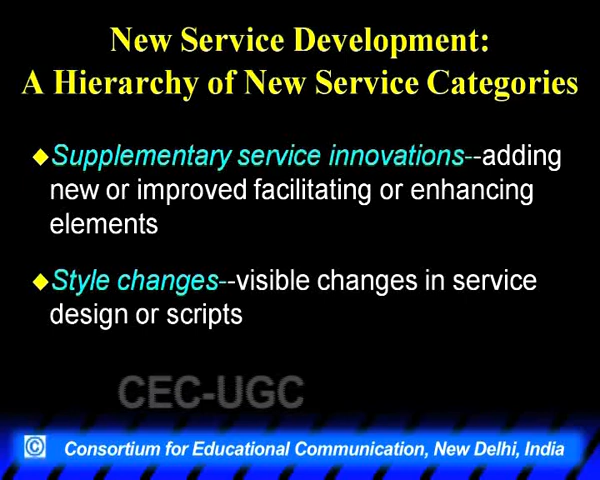 New Service Development:
A Hierarchy of New Service Categories
Supplementary service innovations--adding
new or improved facilitating or enhancing
elements
Style changes--visible changes in service
design or scripts
CEC-UGC
© Consortium for Educational Communication, New Delhi, India